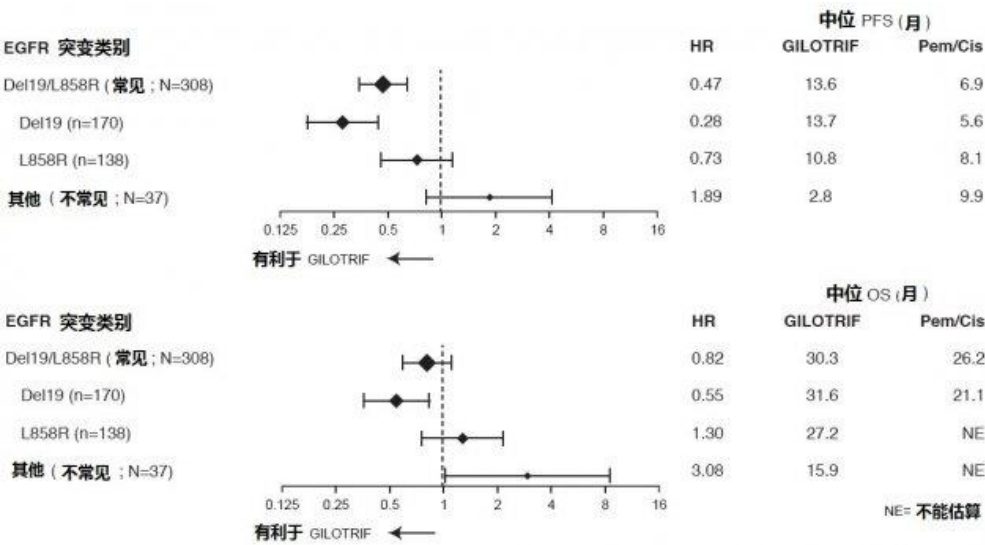 中位 PFS (月)
EGFR 突变类别 HR GILOTRIF Pem/Cis
Del19/L858R ( 常见 ; N=308) 0.47 13.6 6.9
Del19 (n=170) 0.28 13.7 5.6
L858R (n=138) 0.73 10.8 8.1
其他 ( 不常见 ; N=37) 1.89 2.8 9.9
0.125 0.25 0.5 1 2 4 8 16
有利于 GILOTRIF
中位 OS (月)
EGFR 突变类别 HR GILOTRIF Pem/Cis
Del19/L858R ( 常见 ; N=308) 0.82 30.3 26.2
Del19 (n=170) 0.55 31.6 21.1
L858R (n=138) 1.30 27.2 NE
其他 ( 不常见 ; N=37) 3.08 15.9 NE
0.125 0.25 0.5 1 2 4 8 16
NE= 不能估算
有利于 GILOTRIF